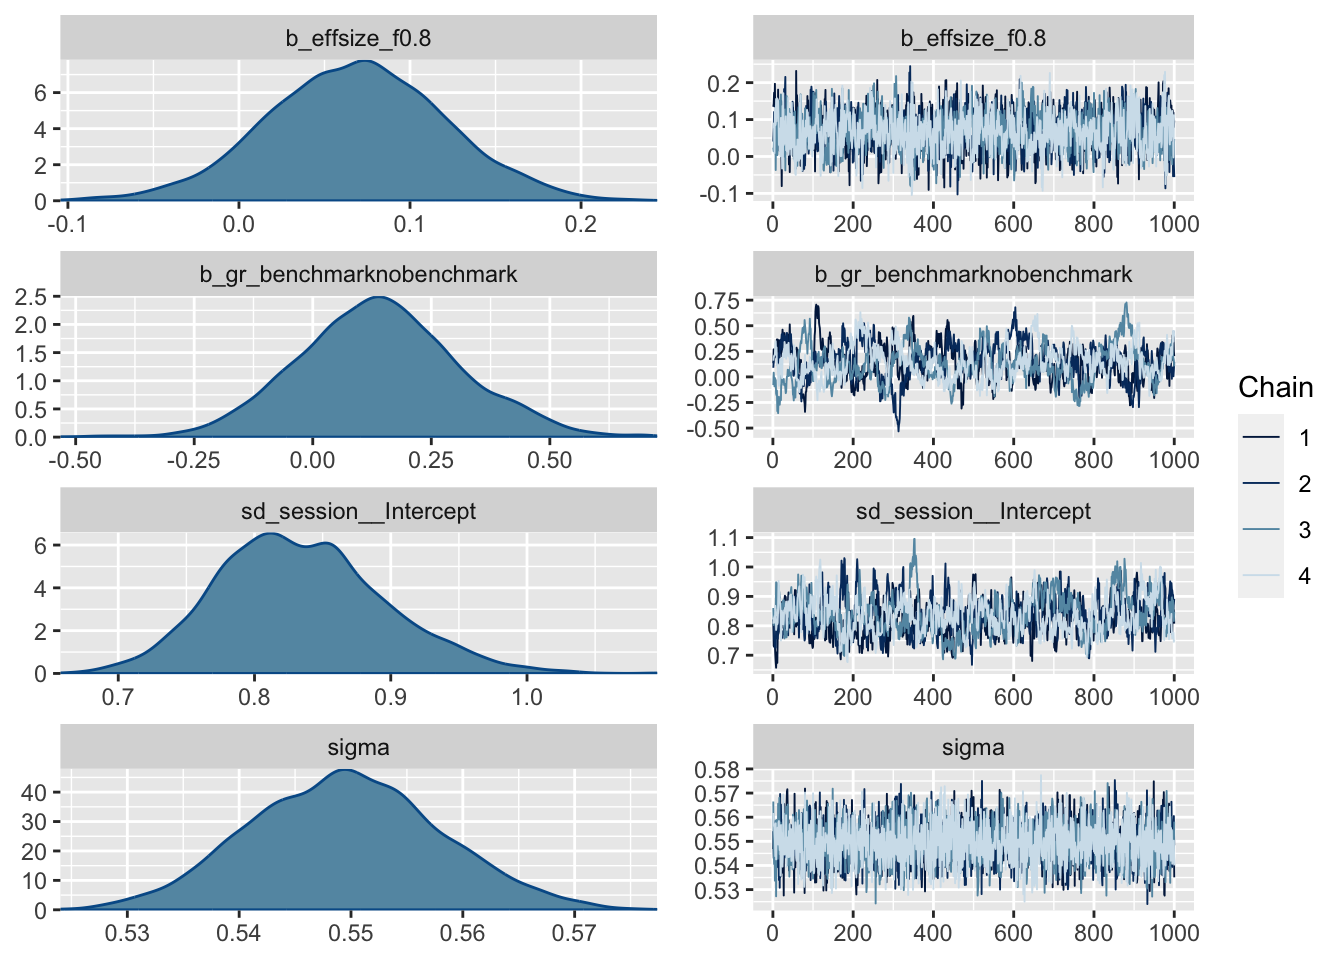 b_effsize_f0.8
b_effsize_f0.8
6
4
2
0
-0.1 0.0 0.1 0.2
0.2
0.1
0.0
-0.1
0 200 400 600 800 1000
b_gr_benchmarknobenchmark
b_gr_benchmarknobenchmark
2.5
2.0
1.5
1.0
0.5
0.0
-0.50 -0.25 0.00 0.25 0.50
0.75
0.50
0.25
0.00
-0.25
-0.50
0 200 400 600 800 1000
sd_session__Intercept
sd_session__Intercept
6
4
2
0
0.7 0.8 0.9 1.0
1.1
1.0
0.9
0.8
0.7
0 200 400 600 800 1000
sigma
sigma
40
30
20
10
0
0.53 0.54 0.55 0.56 0.57
0.58
0.57
0.56
0.55
0.54
0.53
0 200 400 600 800 1000
Chain
1
2
3
4